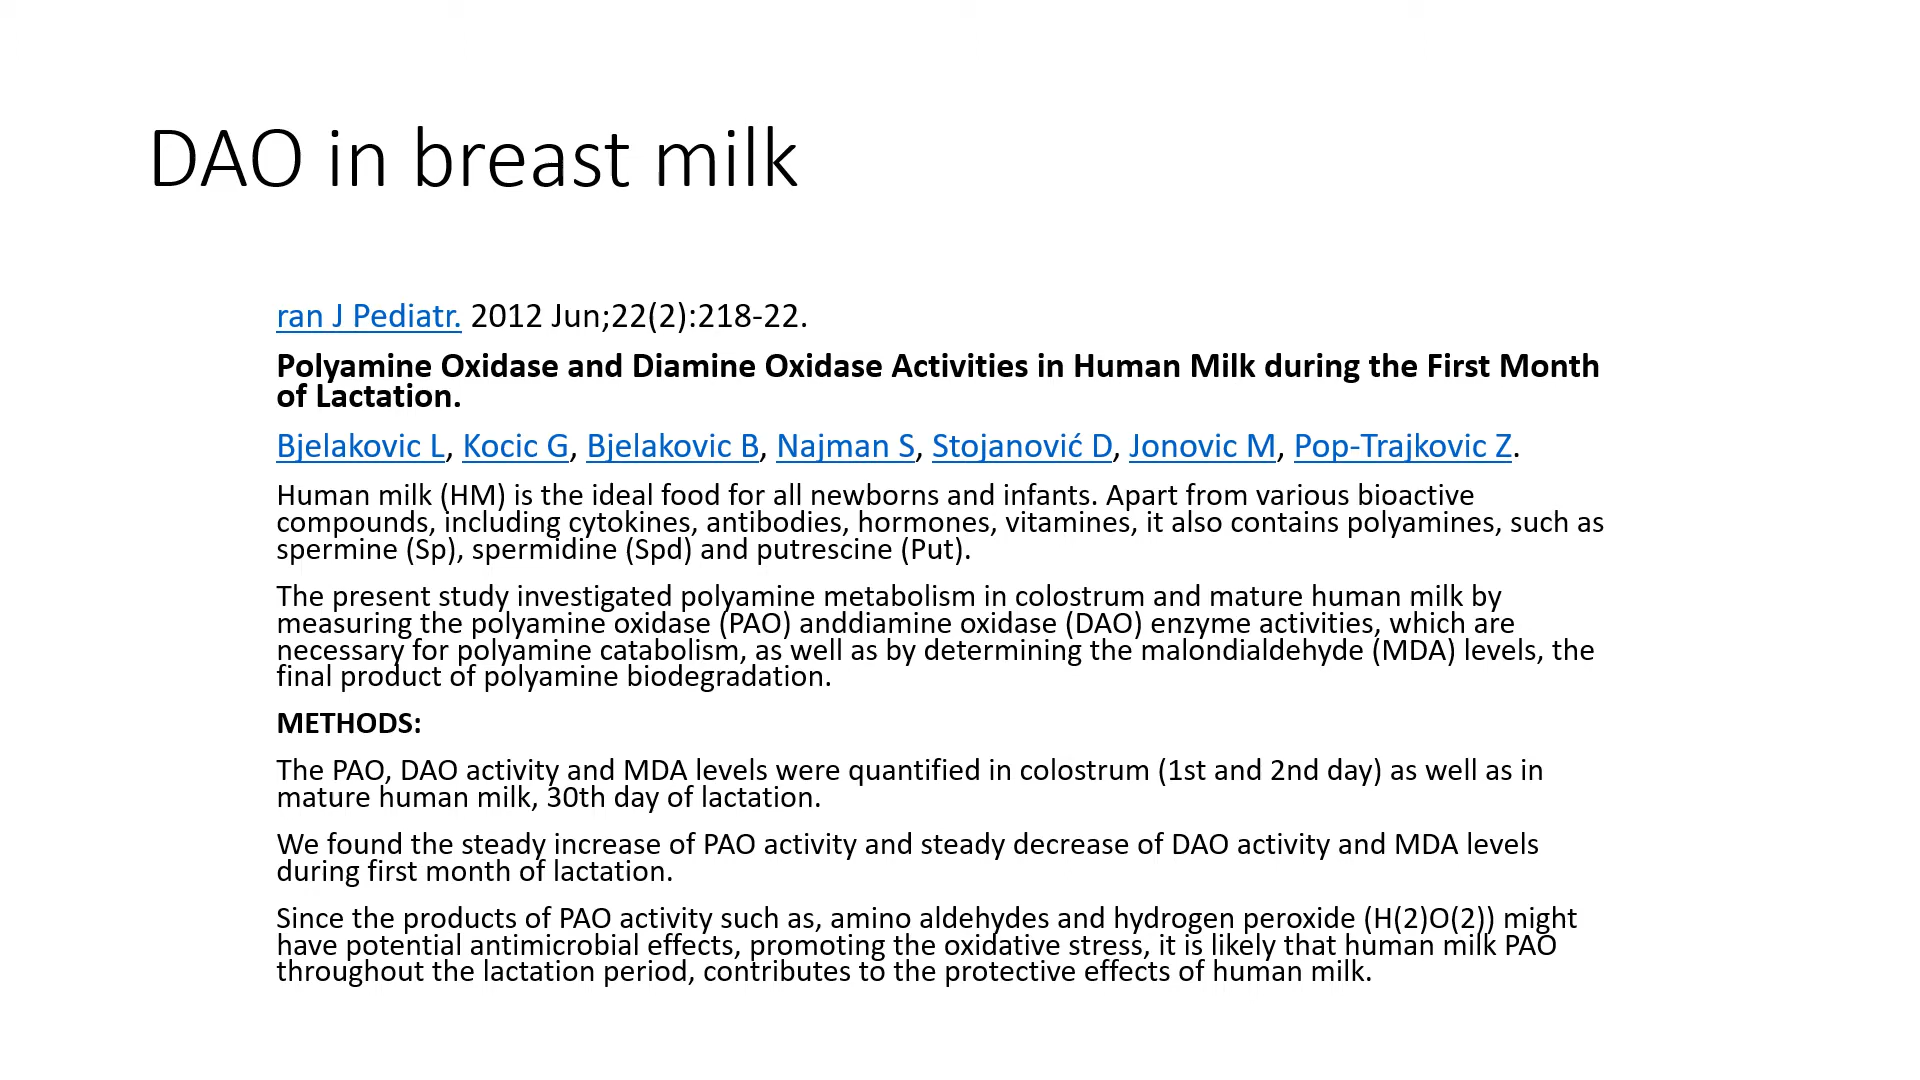 DAO in breast milk
ran J Pediatr. 2012 Jun;22(2):218-22.
Polyamine Oxidase and Diamine Oxidase Activities in Human Milk during the First Month
of Lactation.
Bjelakovic L, Kocic G, Bjelakovic B, Najman S, Stojanović D, Jonovic M, Pop-Trajkovic Z.
Human milk (HM) is the ideal food for all newborns and infants. Apart from various bioactive
compounds, including cytokines, antibodies, hormones, vitamines, it also contains polyamines, such as
spermine (Sp), spermidine (Spd) and putrescine (Put).
The present study investigated polyamine metabolism in colostrum and mature human milk by
measuring the polyamine oxidase (PAO) anddiamine oxidase (DAO) enzyme activities, which are
necessary for polyamine catabolism, as well as by determining the malondialdehyde (MDA) levels, the
final product of polyamine biodegradation.
METHODS:
The PAO, DAO activity and MDA levels were quantified in colostrum (1st and 2nd day) as well as in
mature human milk, 30th day of lactation.
We found the steady increase of PAO activity and steady decrease of DAO activity and MDA levels
during first month of lactation.
Since the products of PAO activity such as, amino aldehydes and hydrogen peroxide (H(2)O(2)) might
have potential antimicrobial effects, promoting the oxidative stress, it is likely that human milk PAO
throughout the lactation period, contributes to the protective effects of human milk.